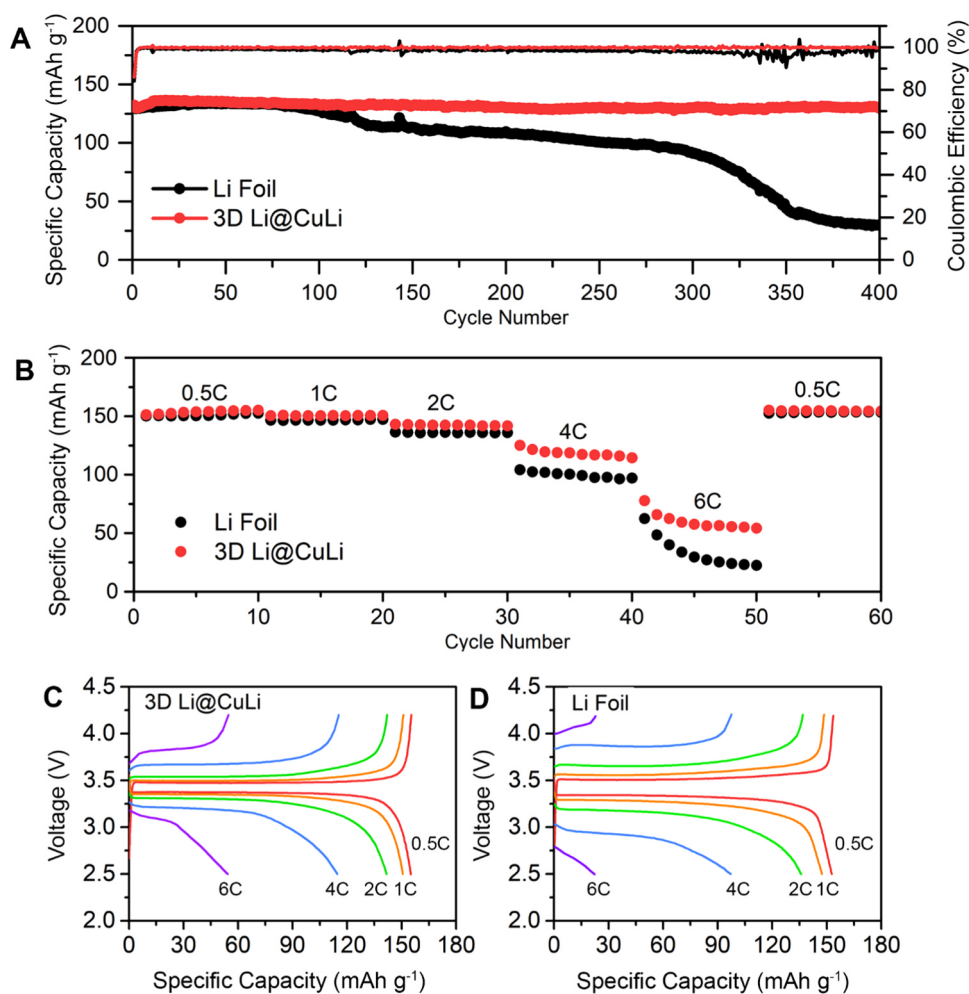 A
Specific Capacity (mAh g⁻¹)
200
150
100
50
0
Li Foil
3D Li@CuLi
100
80
60
40
20
0
Coulombic Efficiency (%)
0 50 100 150 200 250 300 350 400
Cycle Number
B
Specific Capacity (mAh g⁻¹)
200
150
100
50
0
0.5C
1C
2C
4C
6C
0.5C
Li Foil
3D Li@CuLi
0 10 20 30 40 50 60
Cycle Number
C
3D Li@CuLi
Voltage (V)
4.5
4.0
3.5
3.0
2.5
2.0
0.5C
6C 4C 2C 1C
0 30 60 90 120 150 180
Specific Capacity (mAh g⁻¹)
D
Li Foil
Voltage (V)
4.5
4.0
3.5
3.0
2.5
2.0
0.5C
6C 4C 2C 1C
0 30 60 90 120 150 180
Specific Capacity (mAh g⁻¹)